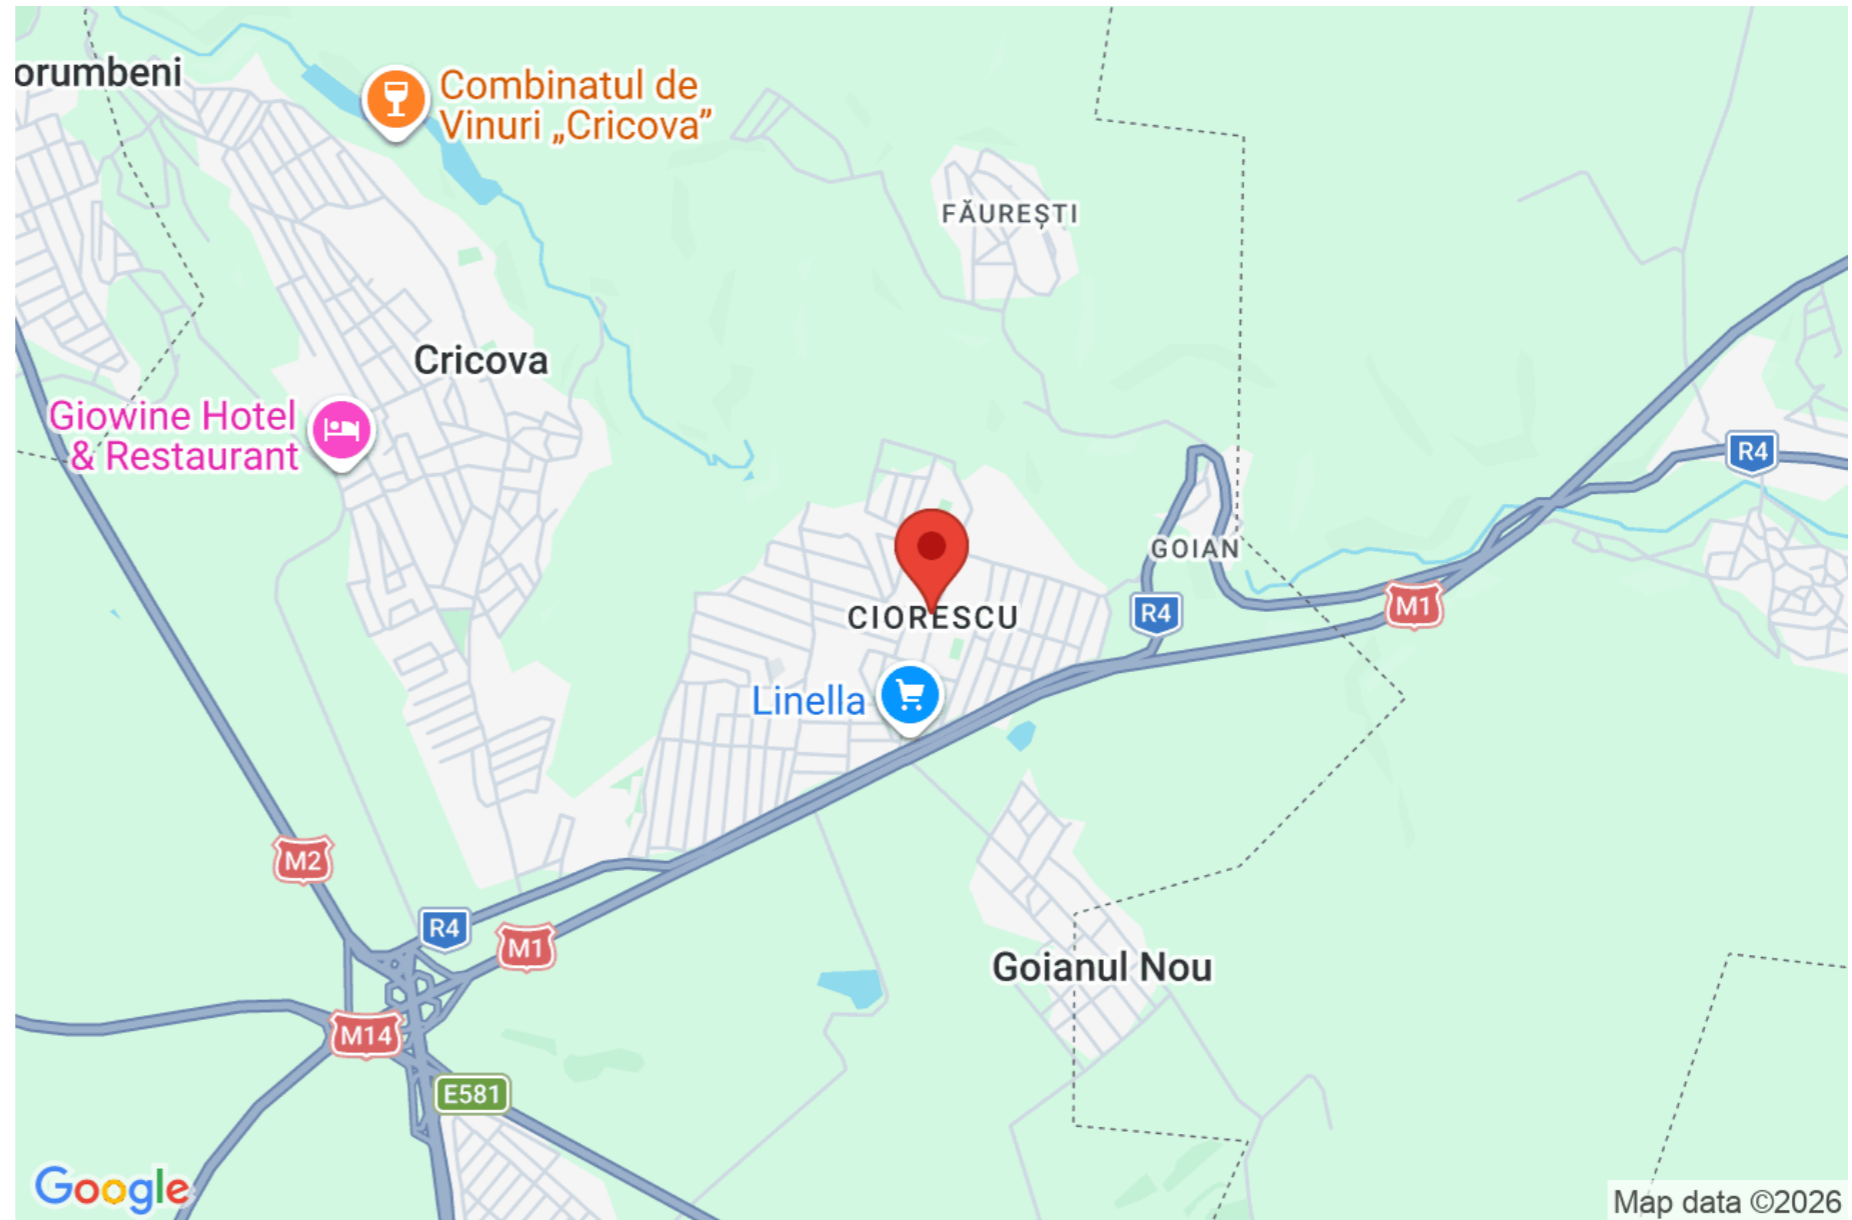 orumbeni
Combinatul de
Vinuri „Cricova”
FĂUREȘTI
Cricova
Giowine Hotel
& Restaurant
R4
GOIAN
CIORESCU
R4
M1
Linella
M2
R4
M1
Goianul Nou
M14
E581
Google
Map data ©2026